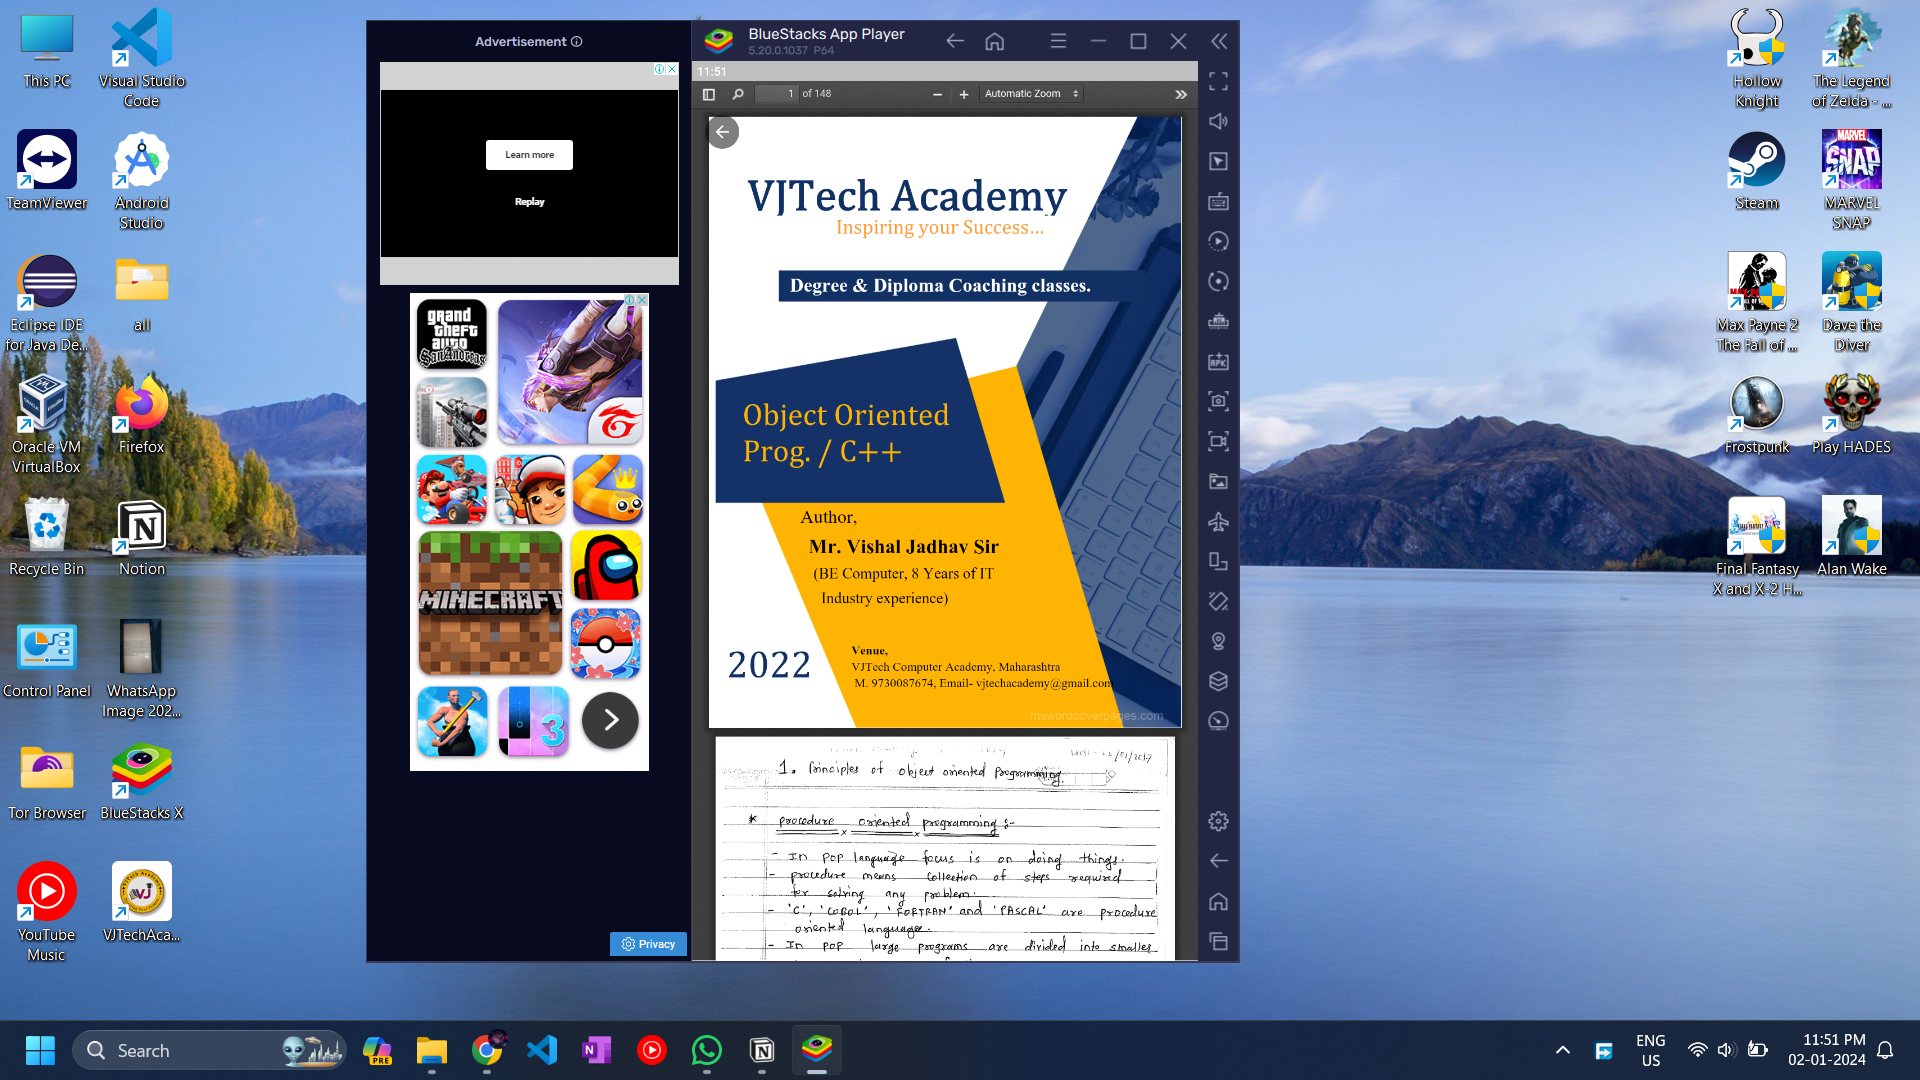 This PC
Visual Studio
Code
TeamViewer
Android
Studio
Eclipse IDE
for Java De...
all
Oracle VM
VirtualBox
Firefox
Recycle Bin
Notion
Control Panel
WhatsApp
Image 202...
Tor Browser
BlueStacks X
YouTube
Music
VJTechAca...
Advertisement
Learn more
Replay
grand
theft
auto
SanAndreas
MINECRAFT
3
Privacy
BlueStacks App Player
5.20.0.1037 P64
11:51
1 of 148
Automatic Zoom
VJTech Academy
Inspiring your Success...
Degree & Diploma Coaching classes.
Object Oriented
Prog. / C++
Author,
Mr. Vishal Jadhav Sir
(BE Computer, 8 Years of IT
Industry experience)
2022
Venue,
VJTech Computer Academy, Maharashtra
M. 9730087674, Email- vjtechacademy@gmail.com
mswordcoverpages.com
1. Principles of object oriented programming
* procedure oriented programming :-
- In POP language focus is on doing things.
- procedure means collection of steps required
for solving any problem.
- 'C', 'COBOL', 'FORTRAN' and 'PASCAL' are procedure
oriented language.
- In POP large programs are divided into smaller
Hollow
Knight
The Legend
of Zelda - ...
Steam
MARVEL
SNAP
MARVEL
SNAP
Max Payne 2
The Fall of ...
Dave the
Diver
Frostpunk
Play HADES
Final Fantasy
X and X-2 H...
Alan Wake
Search
PRE
ENG
US
11:51 PM
02-01-2024